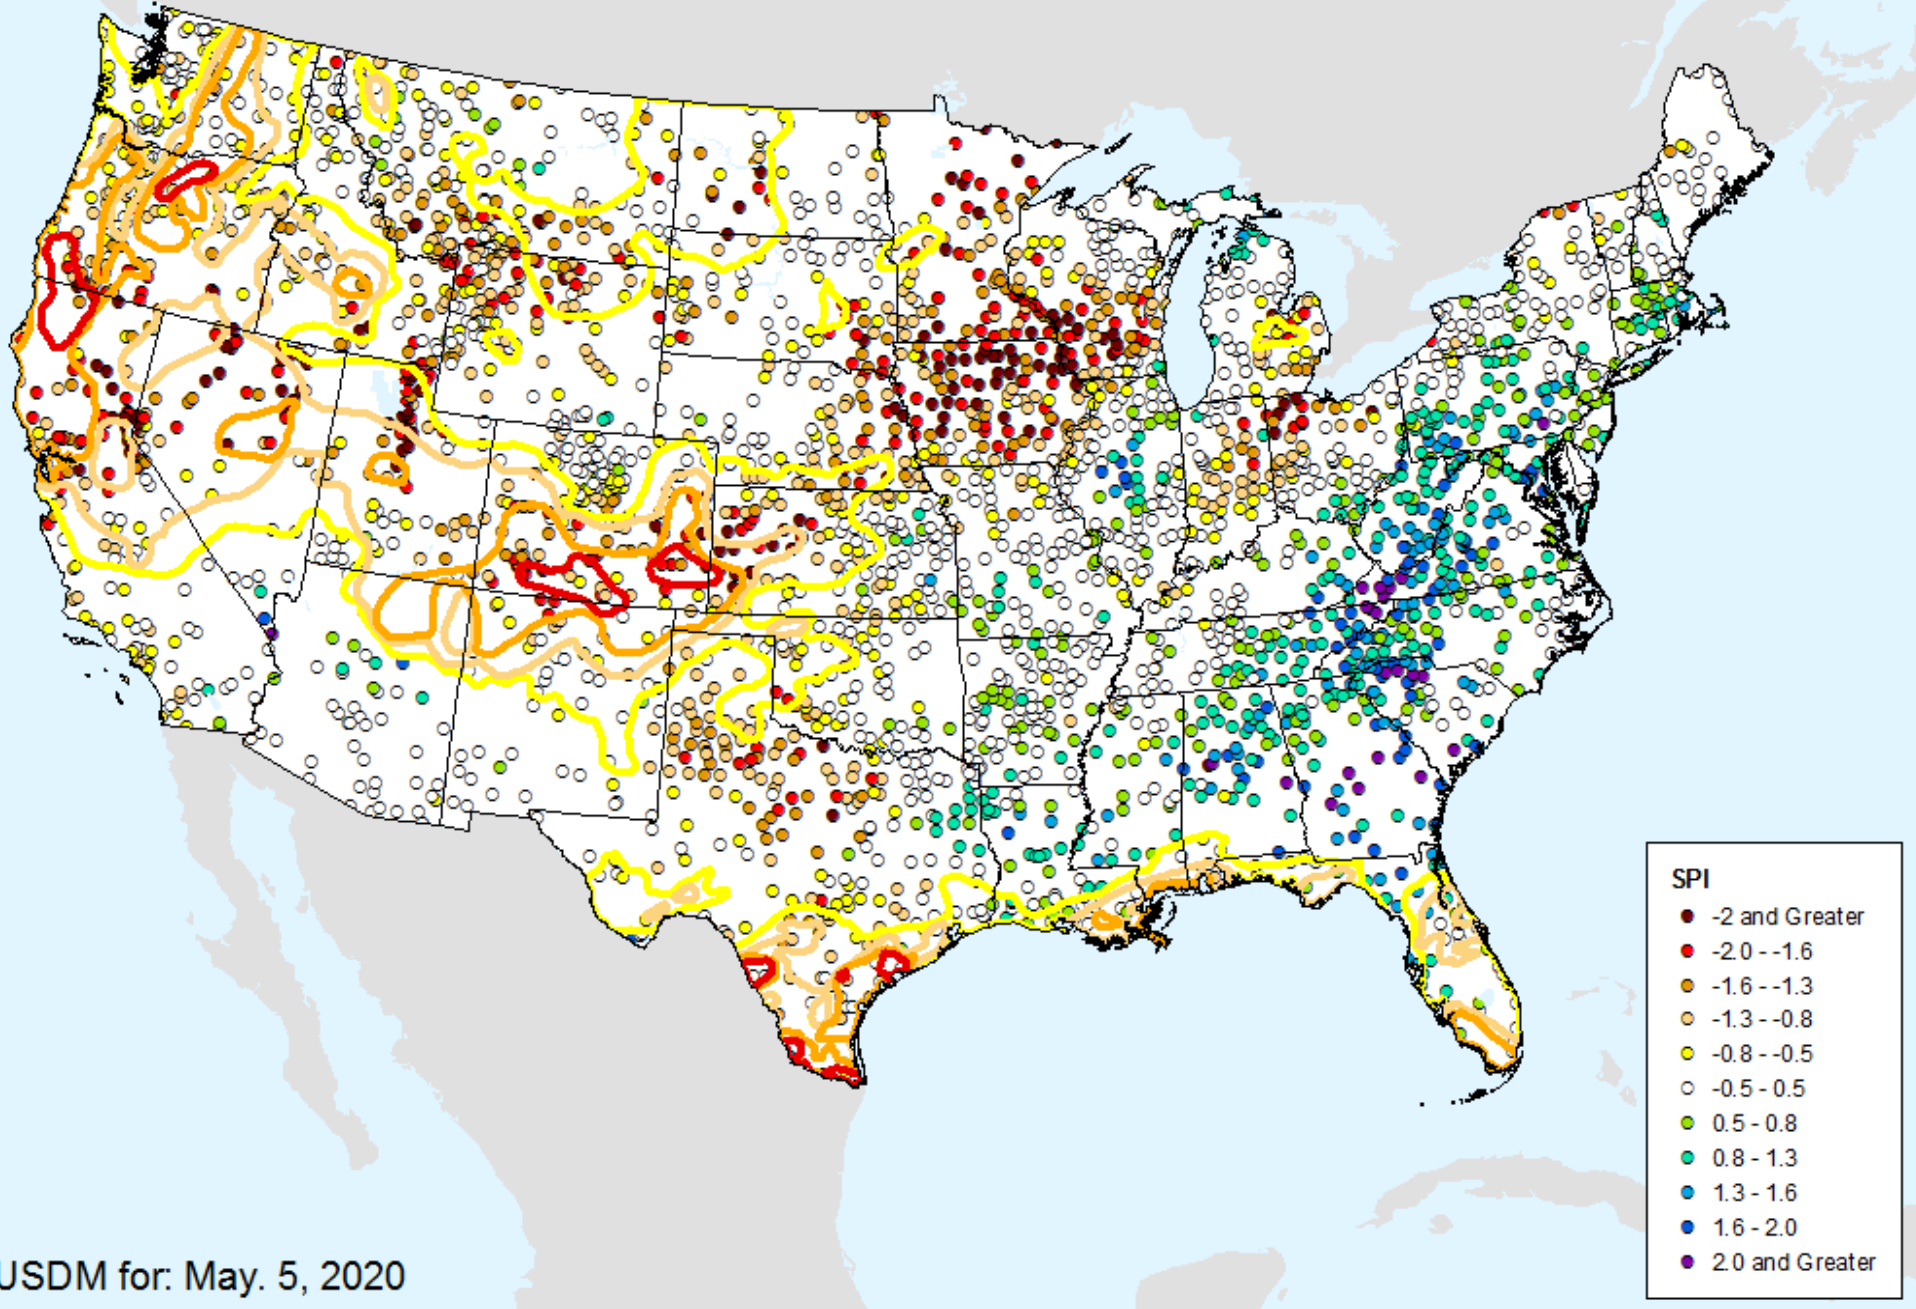 SPI
-2 and Greater
-2.0 - -1.6
-1.6 - -1.3
-1.3 - -0.8
-0.8 - -0.5
-0.5 - 0.5
0.5 - 0.8
0.8 - 1.3
1.3 - 1.6
1.6 - 2.0
2.0 and Greater
USDM for: May. 5, 2020